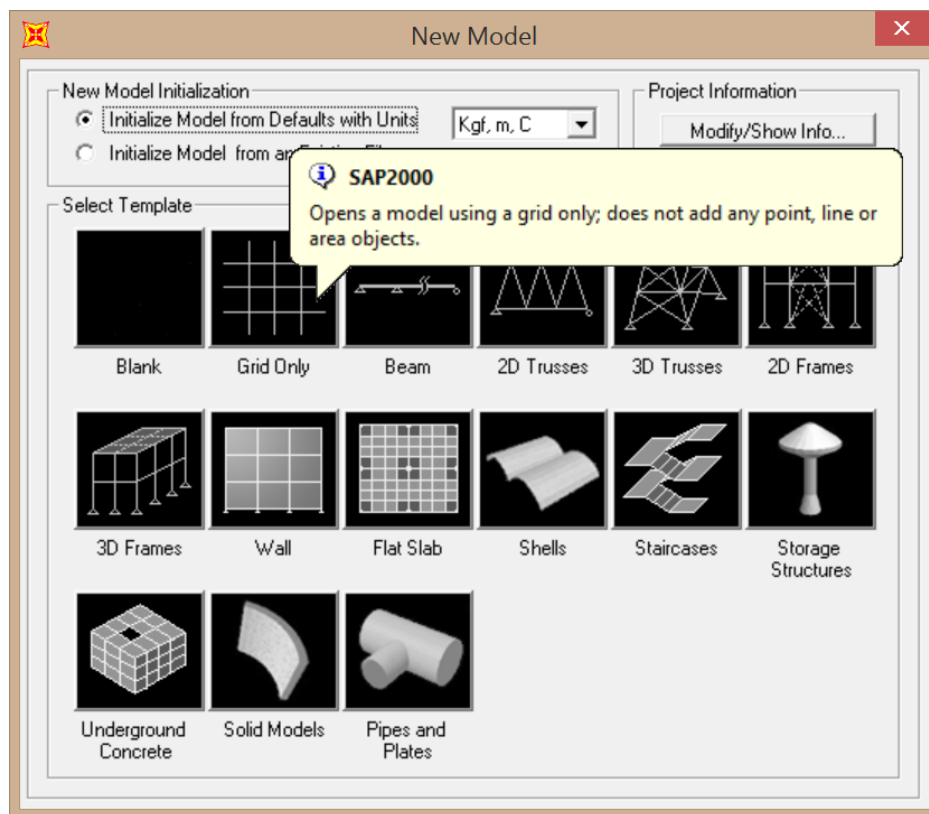 New Model
New Model Initialization
Project Information
Initialize Model from Defaults with Units
Kgf, m, C
Modify/Show Info...
Initialize Model from an
SAP2000
Opens a model using a grid only; does not add any point, line or
area objects.
Select Template
Blank
Grid Only
Beam
2D Trusses
3D Trusses
2D Frames
3D Frames
Wall
Flat Slab
Shells
Staircases
Storage
Structures
Underground
Concrete
Solid Models
Pipes and
Plates